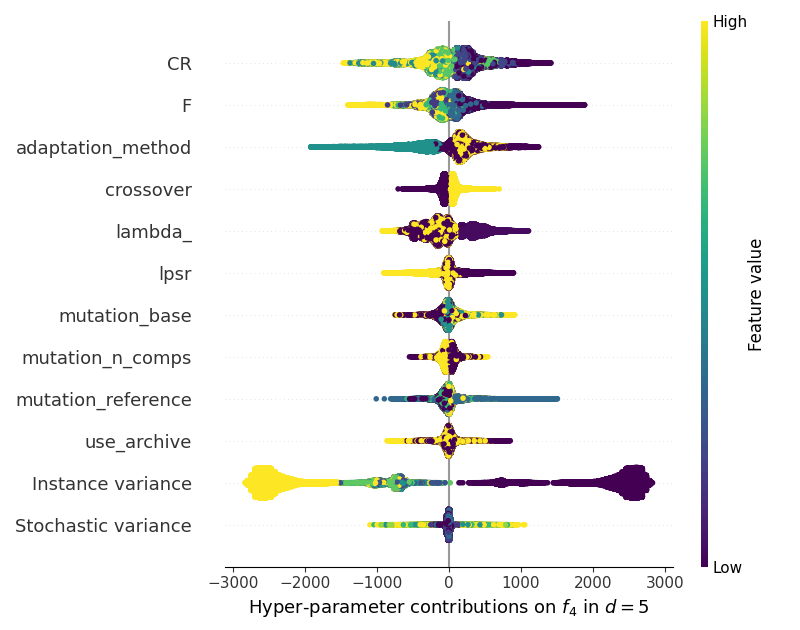 High
CR
F
adaptation_method
crossover
lambda_
lpsr
mutation_base
mutation_n_comps
mutation_reference
use_archive
Instance variance
Stochastic variance
Feature value
Low
−3000 −2000 −1000 0 1000 2000 3000
Hyper-parameter contributions on f₄ in d = 5